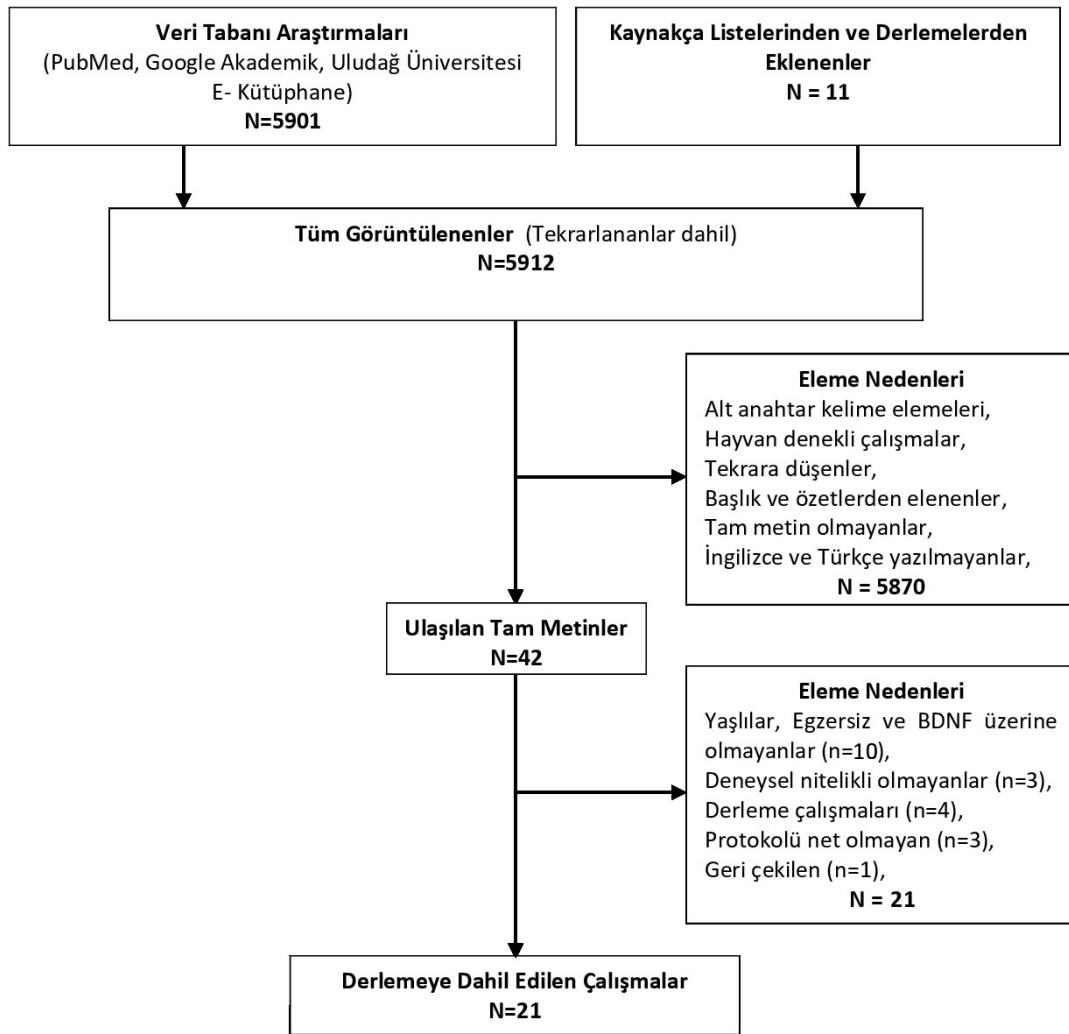 Veri Tabanı Araştırmaları
(PubMed, Google Akademik, Uludağ Üniversitesi
E- Kütüphane)
N=5901
Kaynakça Listelerinden ve Derlemelerden
Eklenenler
N = 11
Tüm Görüntülenenler (Tekrarlananlar dahil)
N=5912
Eleme Nedenleri
Alt anahtar kelime elemeleri,
Hayvan denekli çalışmalar,
Tekrara düşenler,
Başlık ve özetlerden elenenler,
Tam metin olmayanlar,
İngilizce ve Türkçe yazılmayanlar,
N = 5870
Ulaşılan Tam Metinler
N=42
Eleme Nedenleri
Yaşlılar, Egzersiz ve BDNF üzerine
olmayanlar (n=10),
Deneysel nitelikli olmayanlar (n=3),
Derleme çalışmaları (n=4),
Protokolü net olmayan (n=3),
Geri çekilen (n=1),
N = 21
Derlemeye Dahil Edilen Çalışmalar
N=21